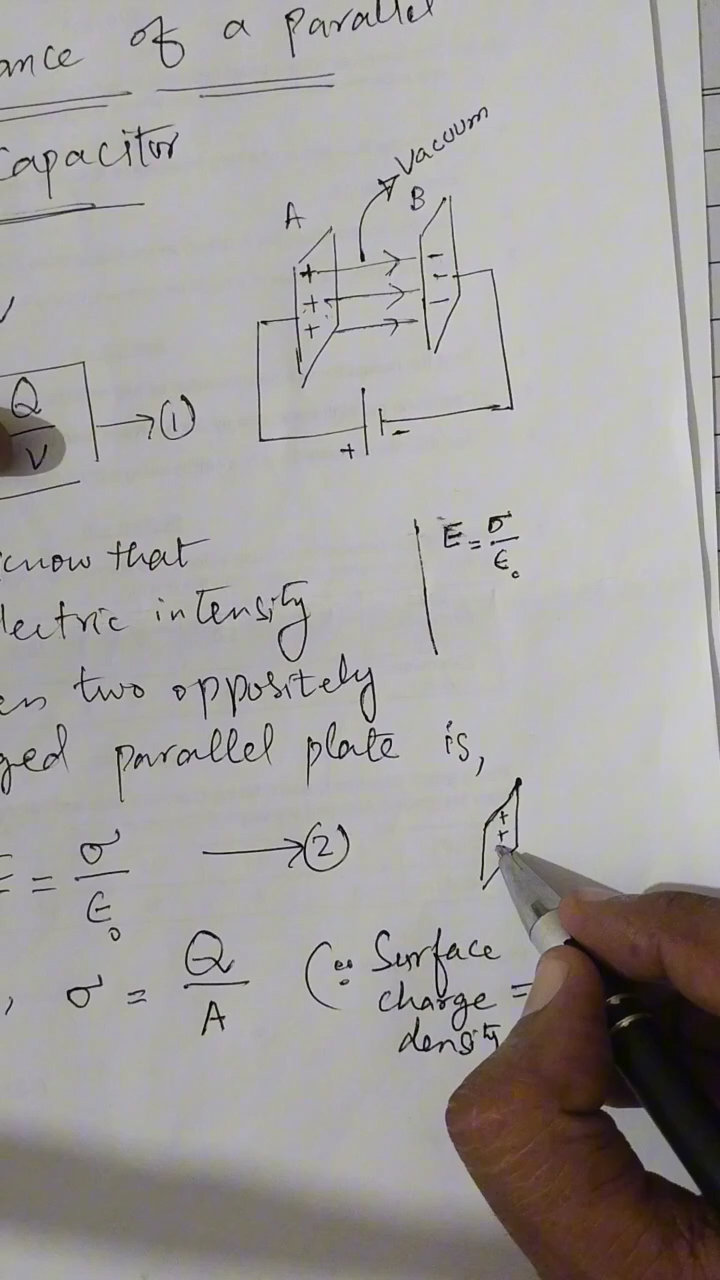 ance of a parallel
Capacitor
Vacuum
A
B
+ -
+ -
+ -
Q/V → ①
+ -
know that
E = σ/ε₀
lectric intensity
en two oppositely
ged parallel plate is,
E = σ/ε₀ → ②
+
+
, σ = Q/A (∵ Surface
charge =
density